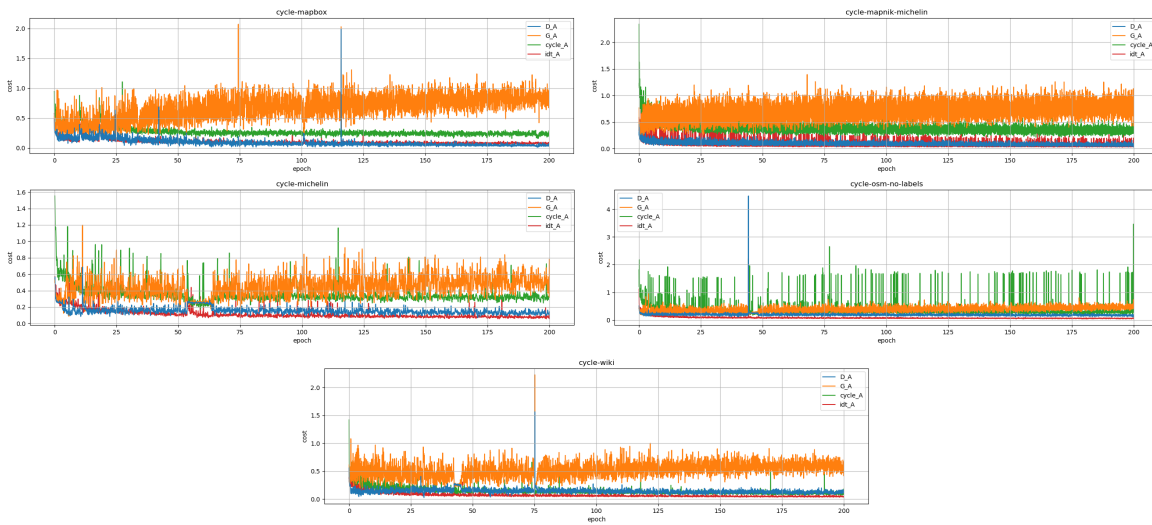 cycle-mapbox
cost
2.0
1.5
1.0
0.5
0.0
D_A
G_A
cycle_A
idt_A
0 25 50 75 100 125 150 175 200
epoch
cycle-mapnik-michelin
cost
2.0
1.5
1.0
0.5
0.0
D_A
G_A
cycle_A
idt_A
0 25 50 75 100 125 150 175 200
epoch
cycle-michelin
cost
1.6
1.4
1.2
1.0
0.8
0.6
0.4
0.2
0.0
D_A
G_A
cycle_A
idt_A
0 25 50 75 100 125 150 175 200
epoch
cycle-osm-no-labels
cost
4
3
2
1
0
D_A
G_A
cycle_A
idt_A
0 25 50 75 100 125 150 175 200
epoch
cycle-wiki
cost
2.0
1.5
1.0
0.5
0.0
D_A
G_A
cycle_A
idt_A
0 25 50 75 100 125 150 175 200
epoch